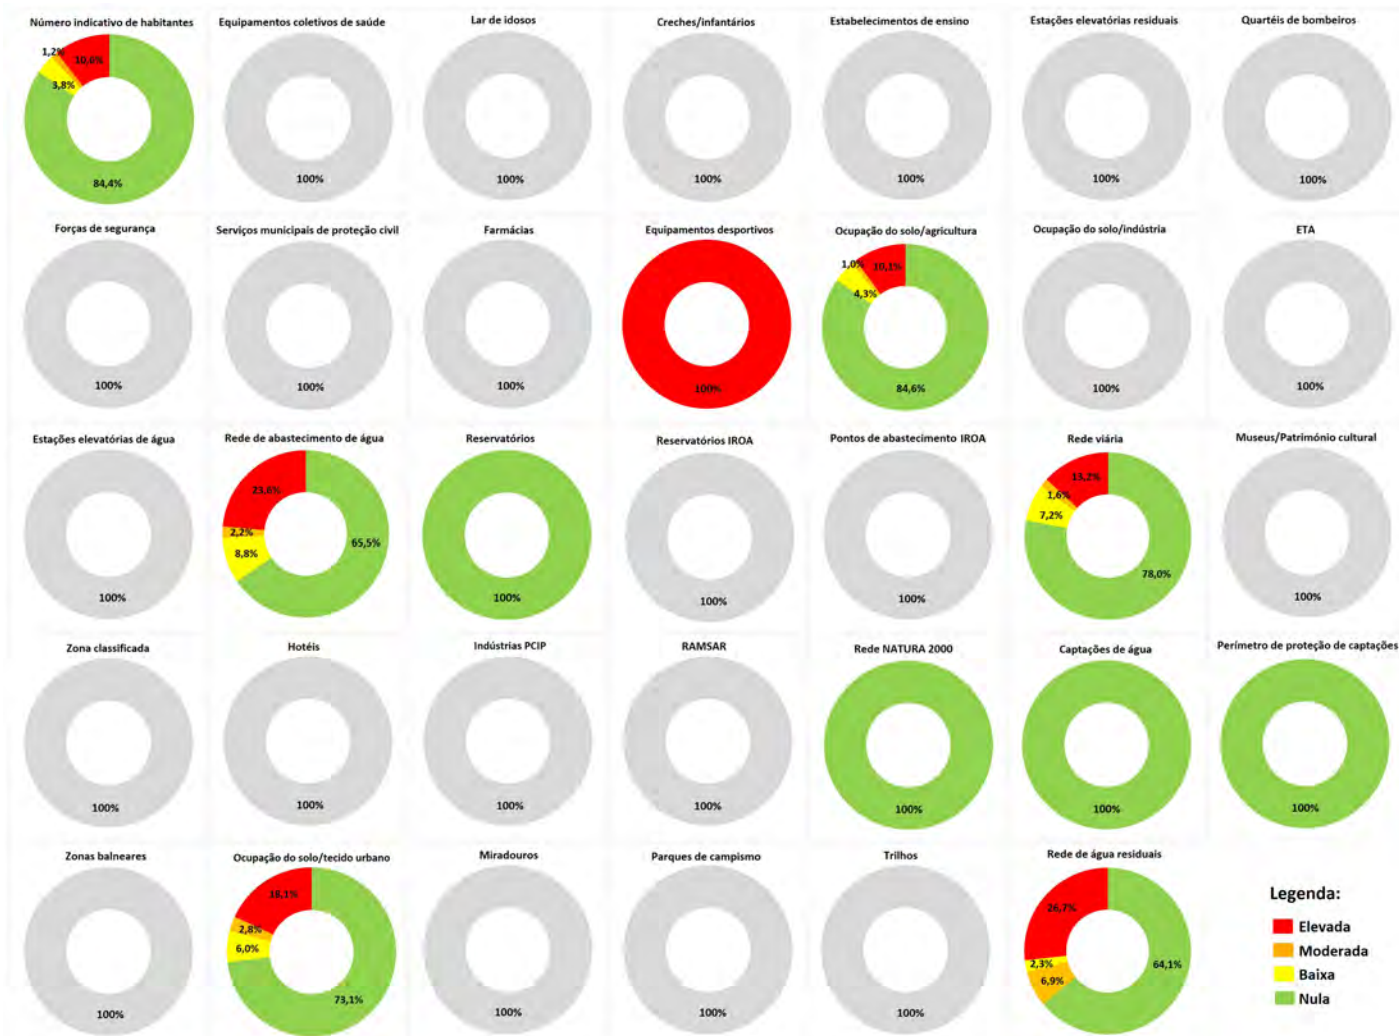 Número indicativo de habitantes
1,2%
10,6%
3,8%
84,4%
Equipamentos coletivos de saúde
100%
Lar de idosos
100%
Creches/infantários
100%
Estabelecimentos de ensino
100%
Estações elevatórias residuais
100%
Quartéis de bombeiros
100%
Forças de segurança
100%
Serviços municipais de proteção civil
100%
Farmácias
100%
Equipamentos desportivos
100%
Ocupação do solo/agricultura
1,0%
10,1%
4,3%
84,6%
Ocupação do solo/indústria
100%
ETA
100%
Estações elevatórias de água
100%
Rede de abastecimento de água
23,6%
2,2%
8,8%
65,5%
Reservatórios
100%
Reservatórios IROA
100%
Pontos de abastecimento IROA
100%
Rede viária
13,2%
1,6%
7,2%
78,0%
Museus/Património cultural
100%
Zona classificada
100%
Hotéis
100%
Indústrias PCIP
100%
RAMSAR
100%
Rede NATURA 2000
100%
Captações de água
100%
Perímetro de proteção de captações
100%
Zonas balneares
100%
Ocupação do solo/tecido urbano
18,1%
2,8%
6,0%
73,1%
Miradouros
100%
Parques de campismo
100%
Trilhos
100%
Rede de água residuais
26,7%
2,3%
6,9%
64,1%
Legenda:
Elevada
Moderada
Baixa
Nula